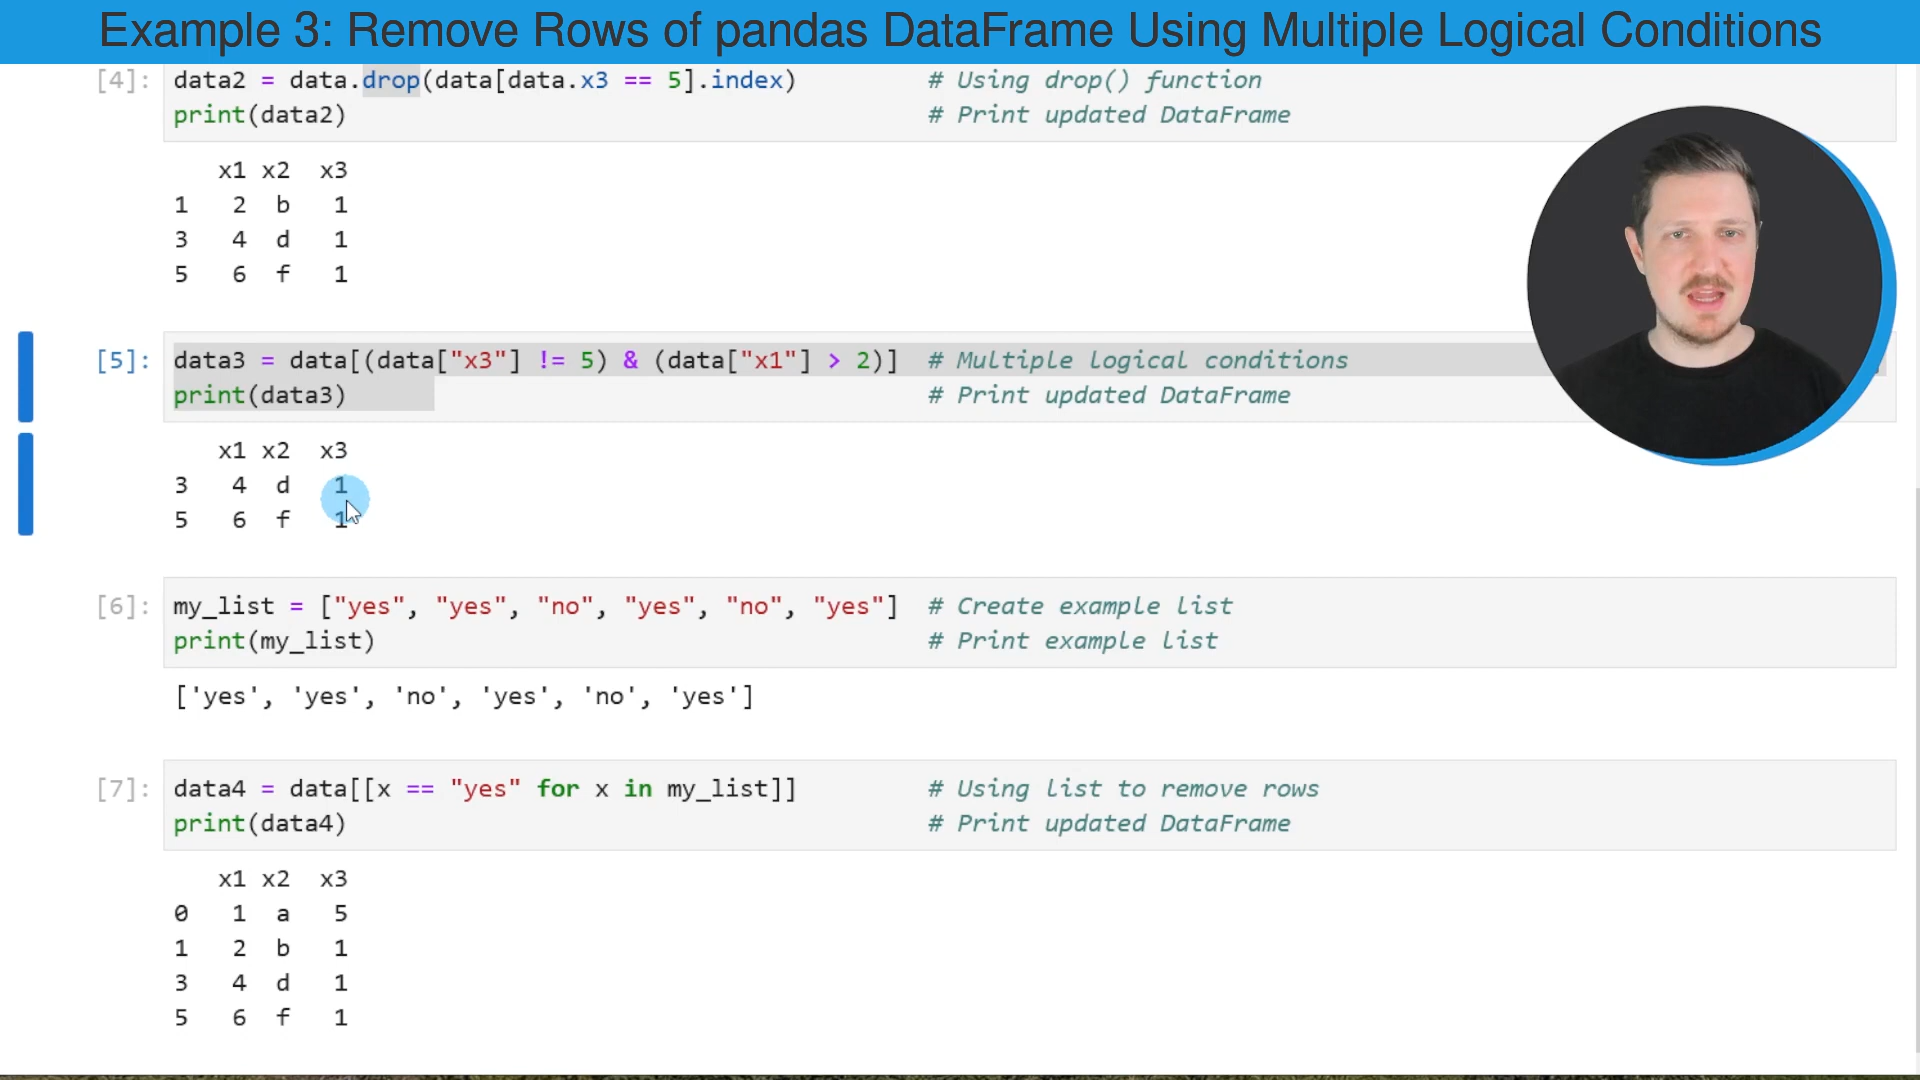 Example 3: Remove Rows of pandas DataFrame Using Multiple Logical Conditions
[4]: data2 = data.drop(data[data.x3 == 5].index) # Using drop() function
print(data2) # Print updated DataFrame
x1 x2 x3
1 2 b 1
3 4 d 1
5 6 f 1
[5]: data3 = data[(data["x3"] != 5) & (data["x1"] > 2)] # Multiple logical conditions
print(data3) # Print updated DataFrame
x1 x2 x3
3 4 d 1
5 6 f 1
[6]: my_list = ["yes", "yes", "no", "yes", "no", "yes"] # Create example list
print(my_list) # Print example list
['yes', 'yes', 'no', 'yes', 'no', 'yes']
[7]: data4 = data[[x == "yes" for x in my_list]] # Using list to remove rows
print(data4) # Print updated DataFrame
x1 x2 x3
0 1 a 5
1 2 b 1
3 4 d 1
5 6 f 1